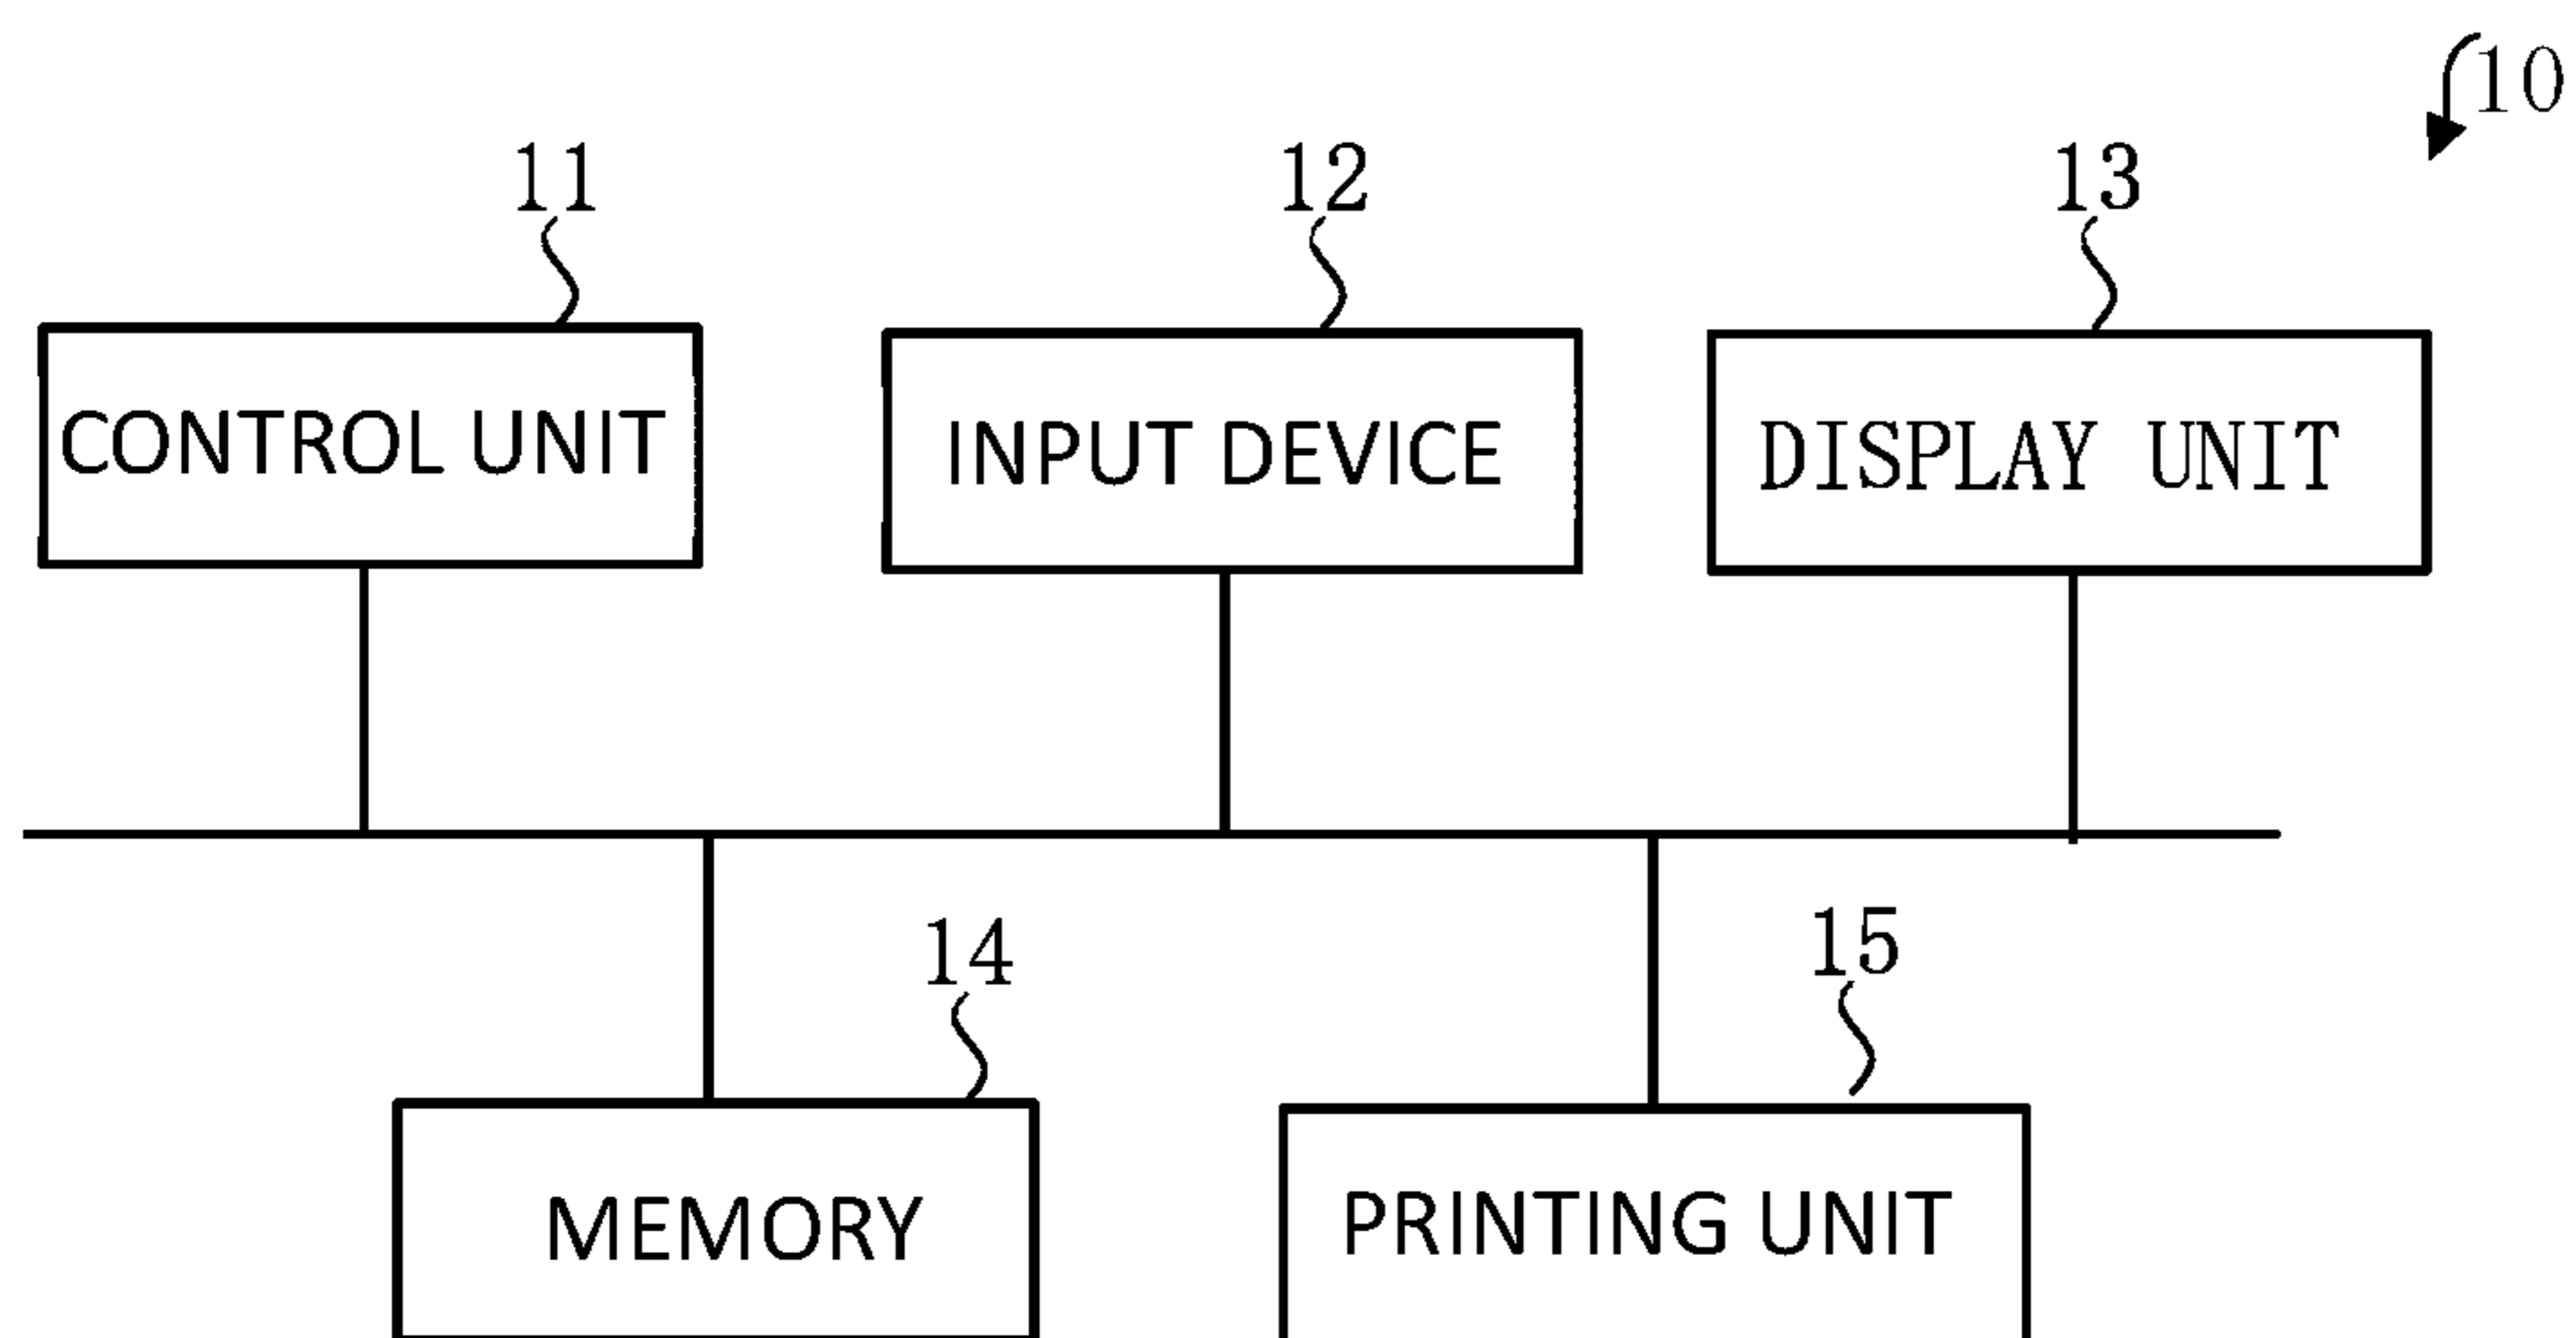 10
11
12
13
CONTROL UNIT
INPUT DEVICE
DISPLAY UNIT
14
15
MEMORY
PRINTING UNIT